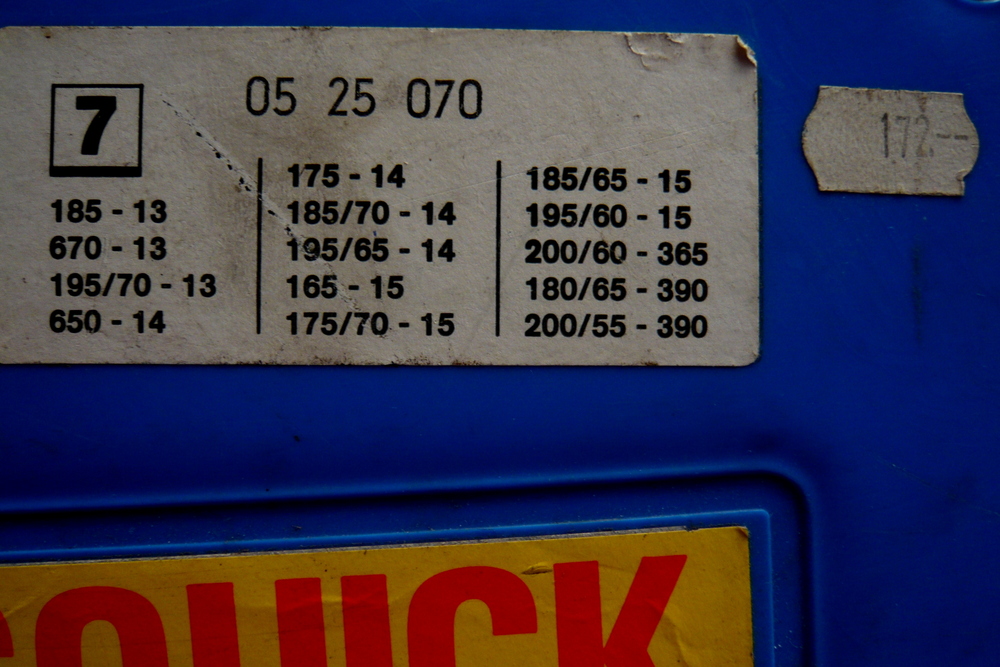 7
05 25 070
185 - 13
670 - 13
195/70 - 13
650 - 14
175 - 14
185/70 - 14
195/65 - 14
165 - 15
175/70 - 15
185/65 - 15
195/60 - 15
200/60 - 365
180/65 - 390
200/55 - 390
172.--
QUICK